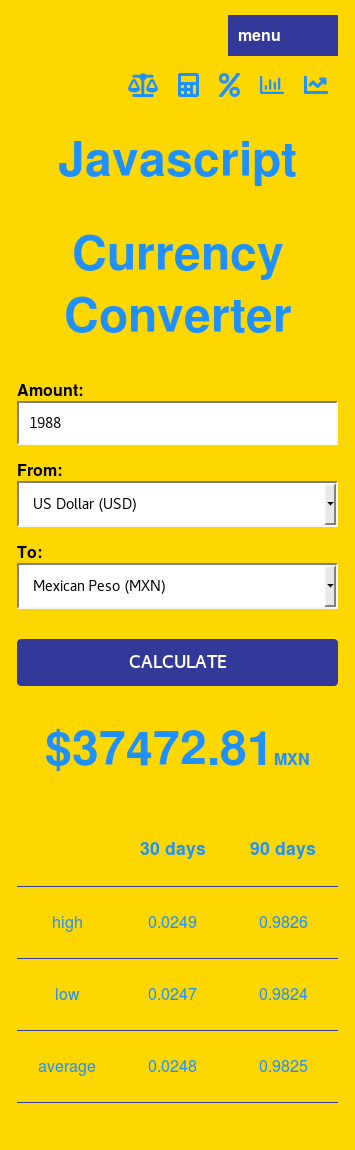 menu
Javascript
Currency
Converter
Amount:
1988
From:
US Dollar (USD)
To:
Mexican Peso (MXN)
CALCULATE
$37472.81 MXN
30 days 90 days
high 0.0249 0.9826
low 0.0247 0.9824
average 0.0248 0.9825